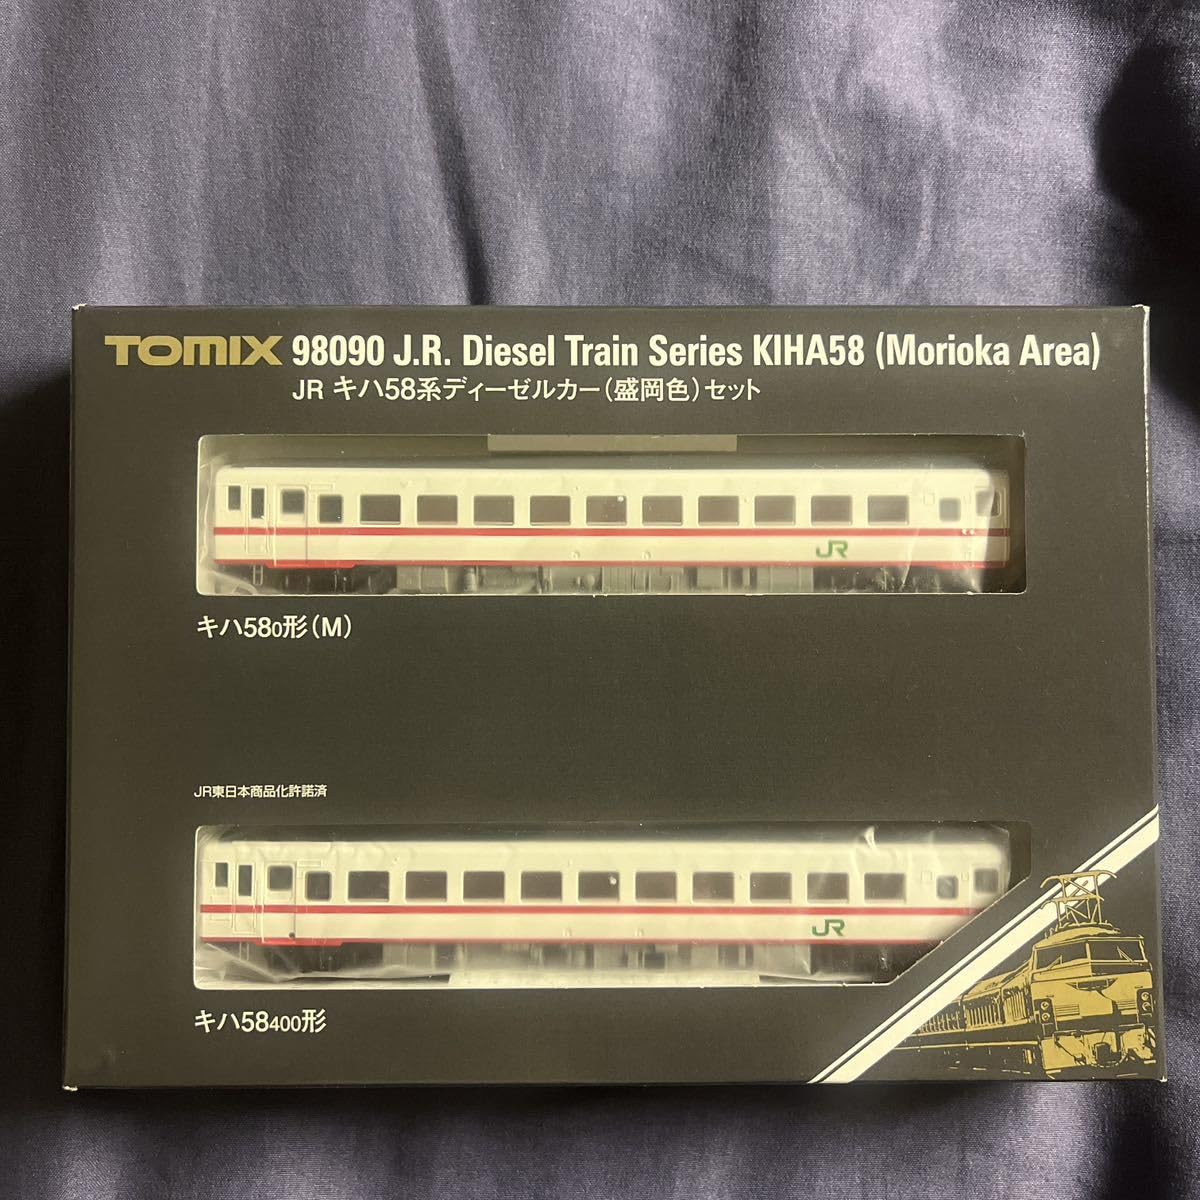 TOMIX 98090 J.R. Diesel Train Series KIHA58 (Morioka Area)
JR キハ58系ディーゼルカー(盛岡色)セット
JR
キハ580形(M)
JR東日本商品化許諾済
JR
キハ58400形